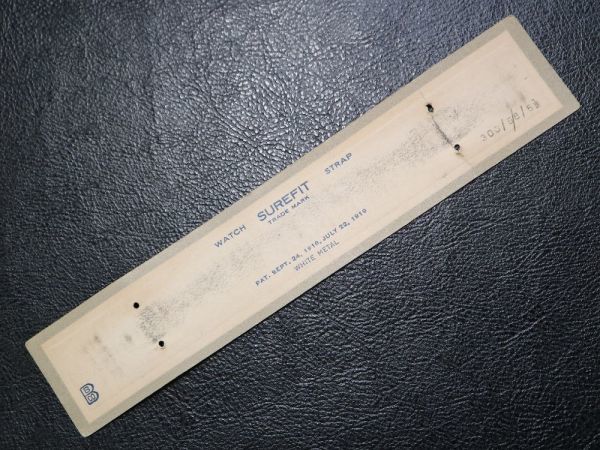 WATCH SUREFIT STRAP
TRADE MARK
PAT. SEPT. 24, 1918, JULY 22, 1919
WHITE METAL